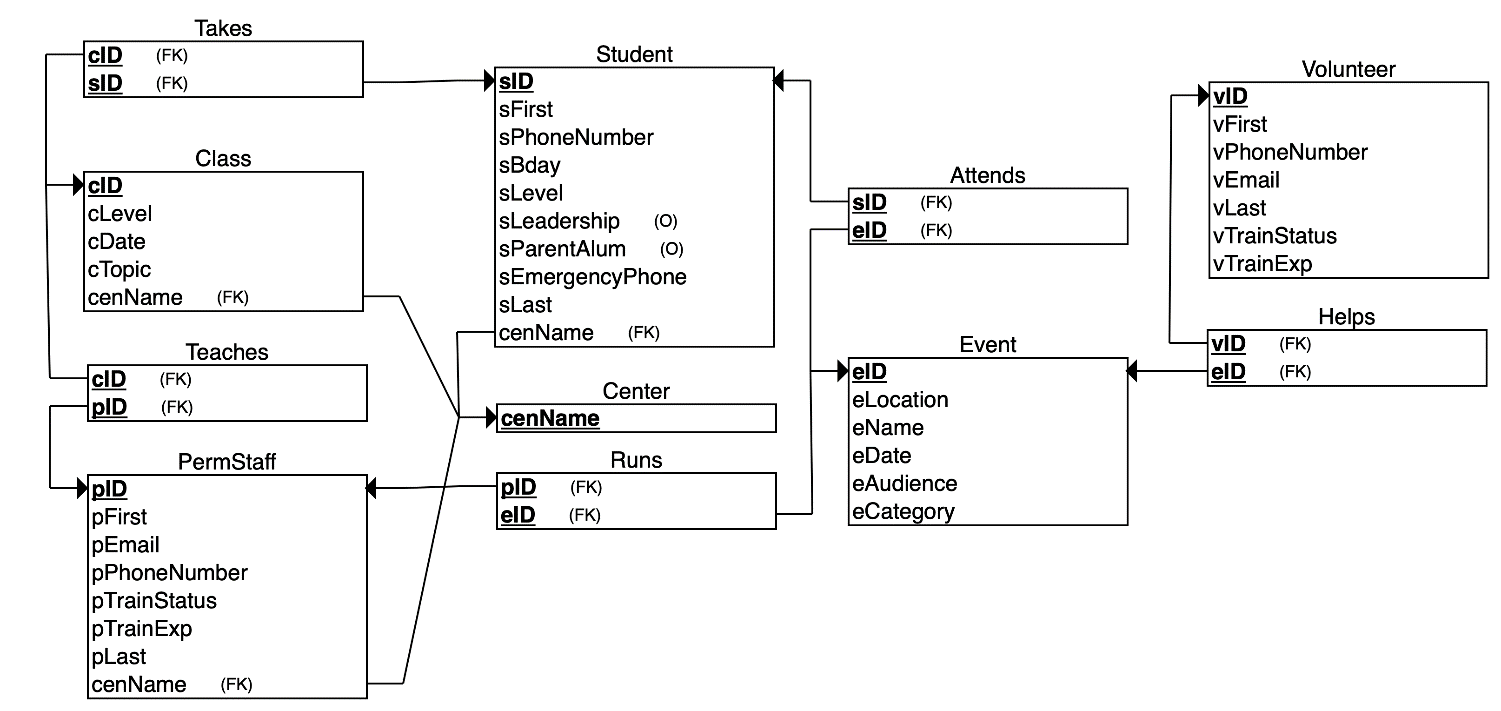 Takes
cID (FK)
sID (FK)
Class
cID
cLevel
cDate
cTopic
cenName (FK)
Teaches
cID (FK)
pID (FK)
PermStaff
pID
pFirst
pEmail
pPhoneNumber
pTrainStatus
pTrainExp
pLast
cenName (FK)
Student
sID
sFirst
sPhoneNumber
sBday
sLevel
sLeadership (O)
sParentAlum (O)
sEmergencyPhone
sLast
cenName (FK)
Center
cenName
Runs
pID (FK)
eID (FK)
Attends
sID (FK)
eID (FK)
Event
eID
eLocation
eName
eDate
eAudience
eCategory
Volunteer
vID
vFirst
vPhoneNumber
vEmail
vLast
vTrainStatus
vTrainExp
Helps
vID (FK)
eID (FK)